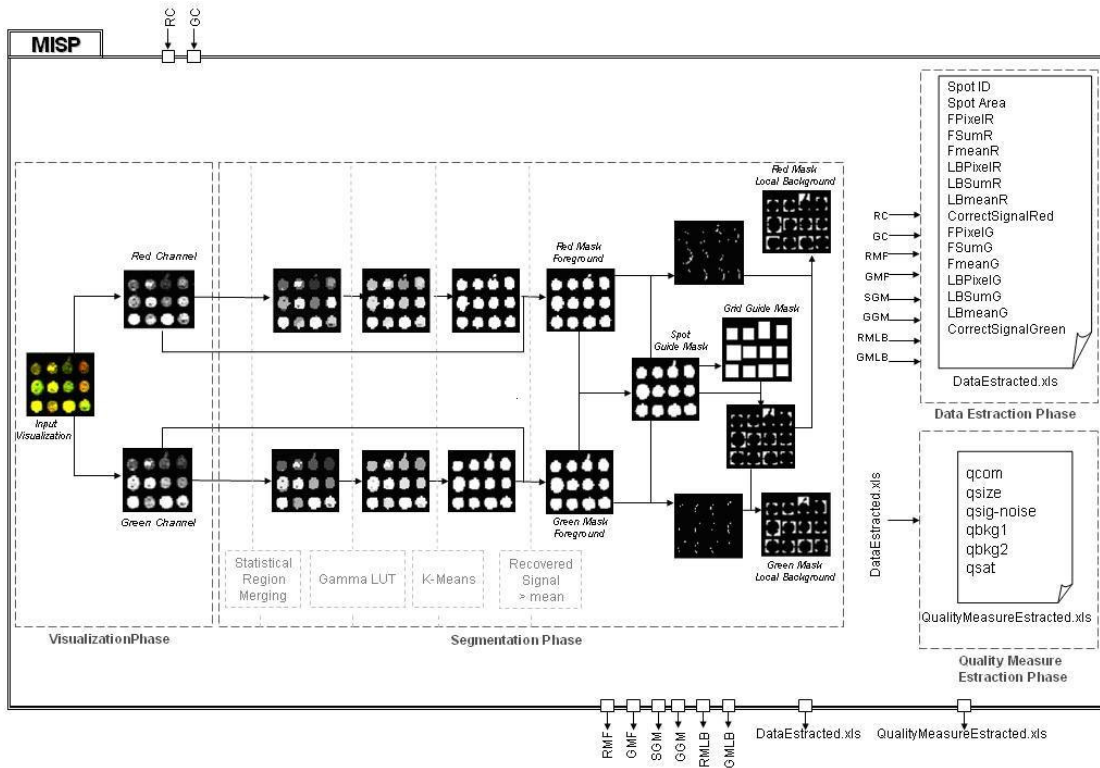 RC
GC
MISP
Spot ID
Spot Area
FPixelR
FSumR
FmeanR
LBPixelR
LBSumR
LBmeanR
CorrectSignalRed
FPixelG
FSumG
FmeanG
LBPixelG
LBSumG
LBmeanG
CorrectSignalGreen
DataEstracted.xls
Data Extraction Phase
RC
GC
RMF
GMF
SGM
GGM
RMLB
GMLB
Red Mask
Local Background
Red Channel
Red Mask
Foreground
Grid Guide Mask
Spot
Guide Mask
Input
Visualization
Green Channel
Green Mask
Foreground
Green Mask
Local Background
Statistical
Region
Merging
Gamma LUT
K-Means
Recovered
Signal
> mean
VisualizationPhase
Segmentation Phase
DataEstracted.xls
qcom
qsize
qsig-noise
qbkg1
qbkg2
qsat
QualityMeasureExtracted.xls
Quality Measure
Estraction Phase
RMF
GMF
SGM
GGM
RMLB
GMLB
DataEstracted.xls
QualityMeasureEstracted.xls